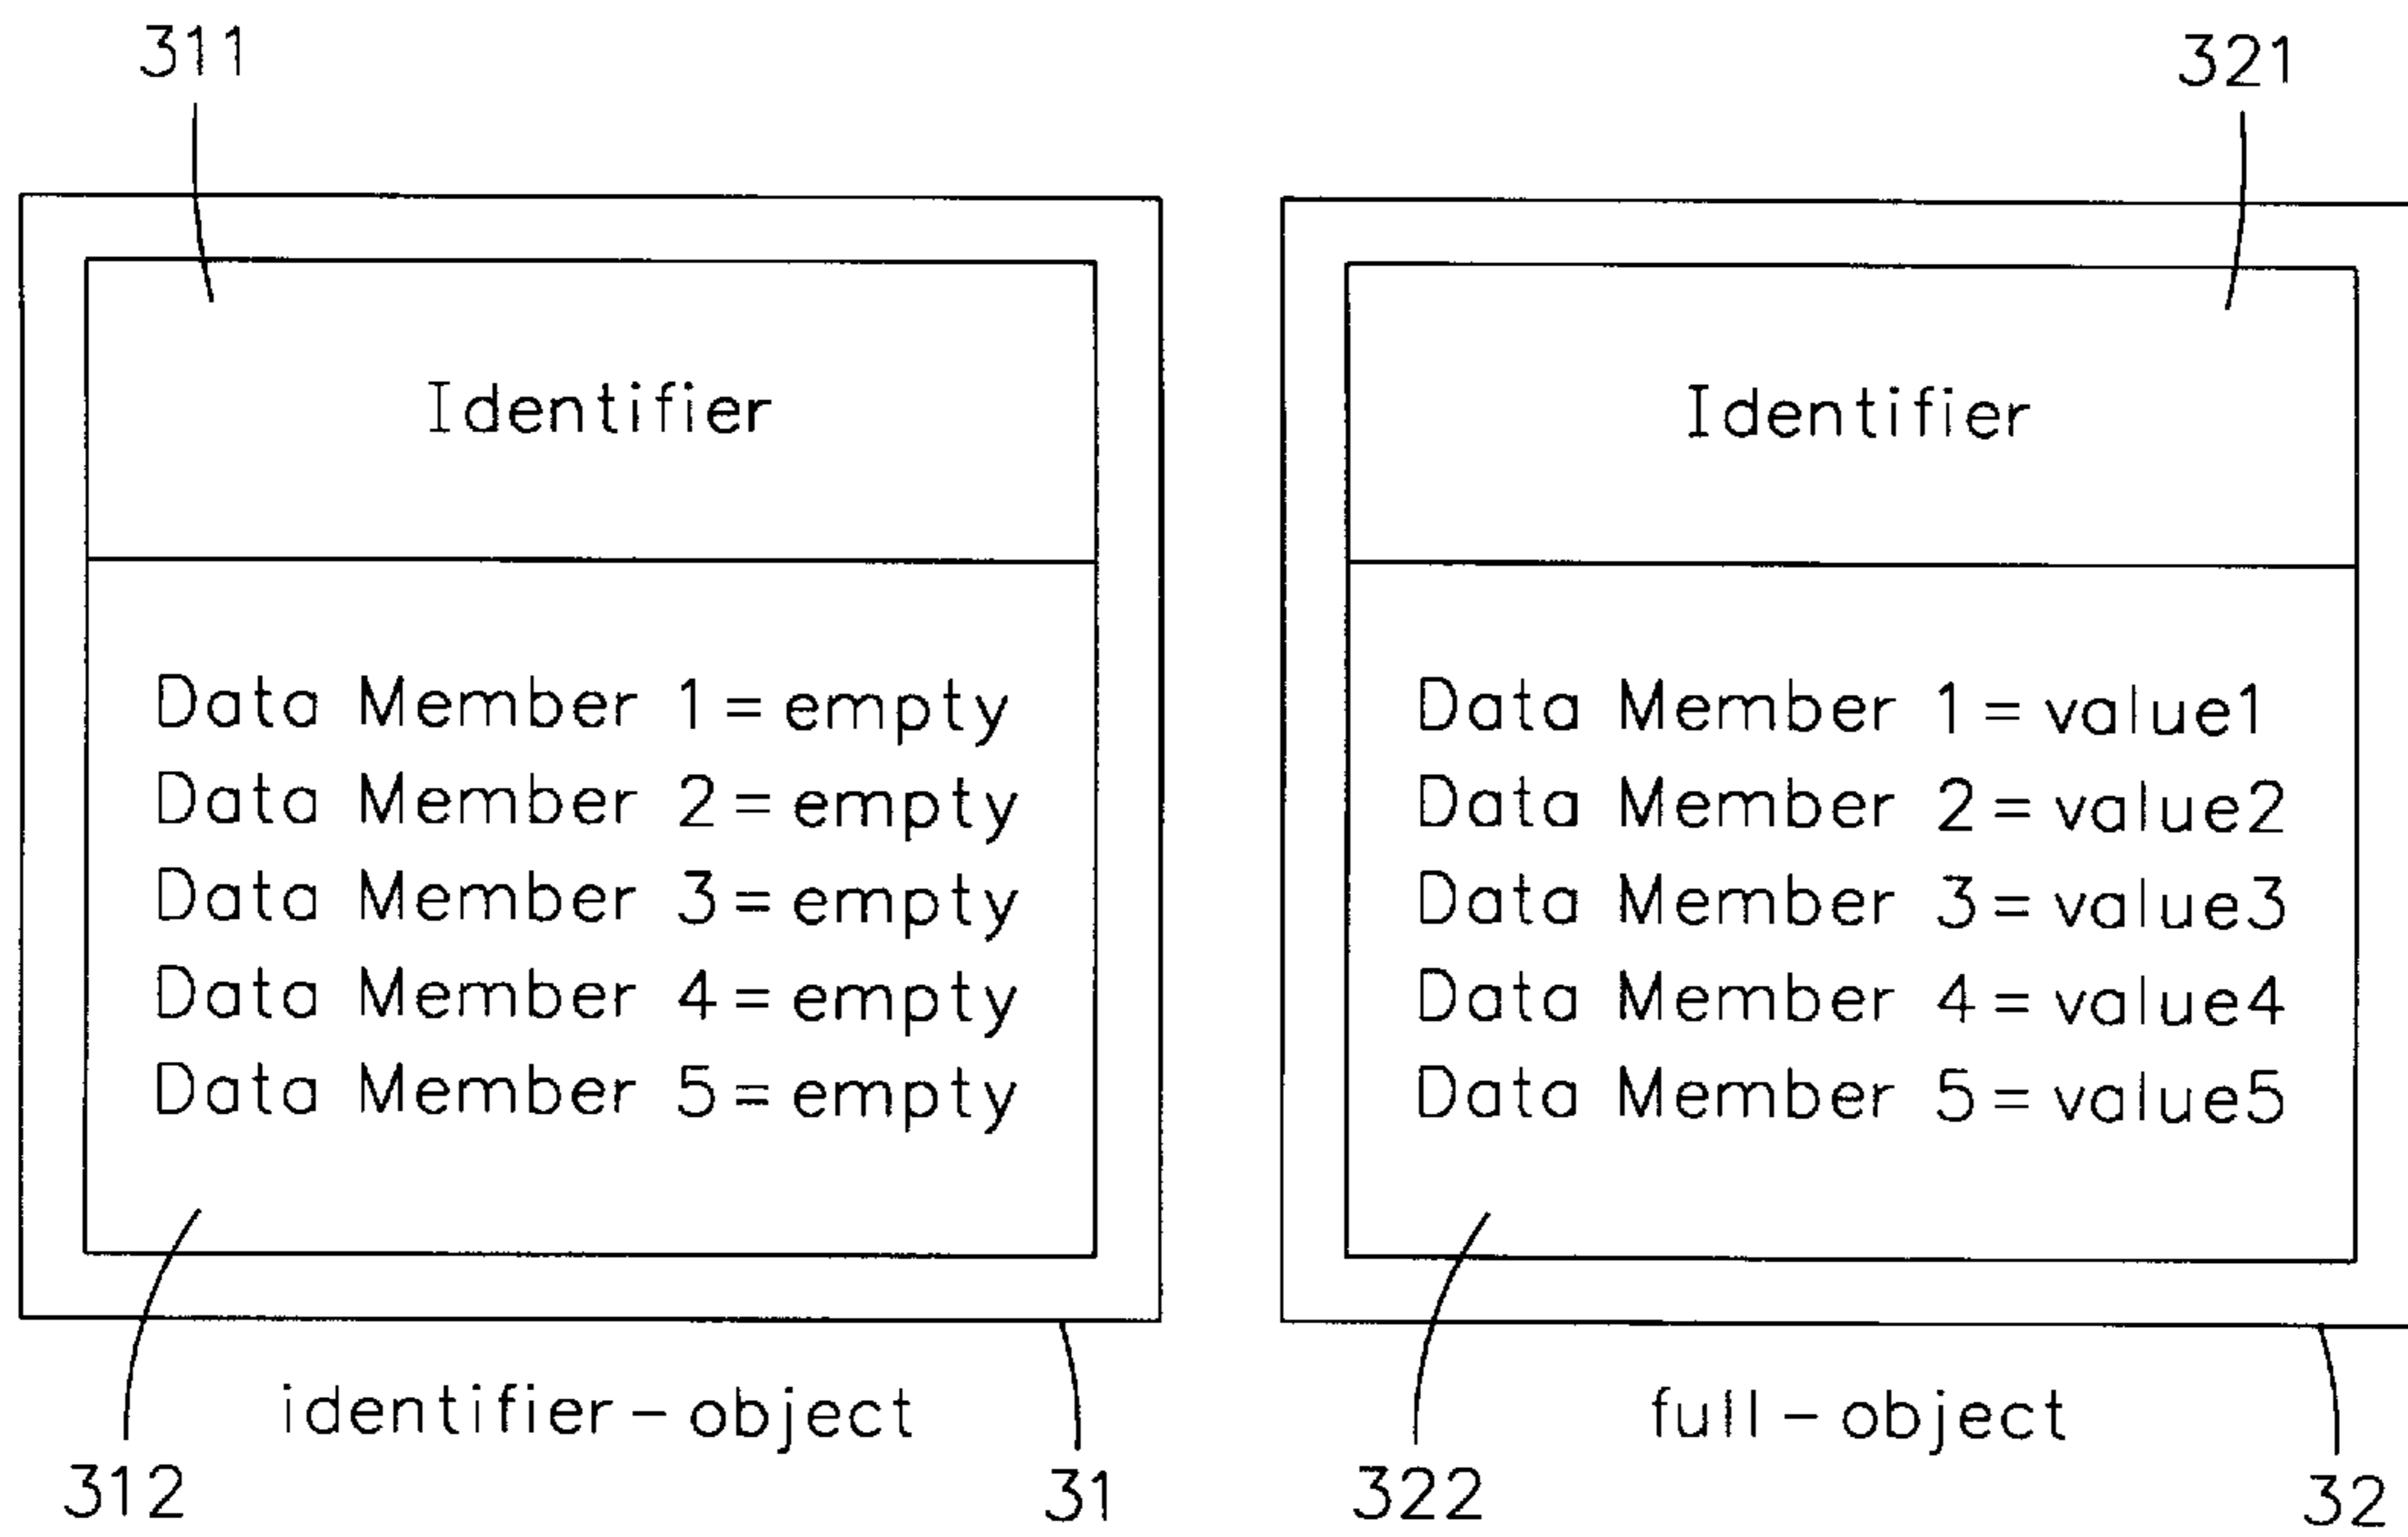 311
321
Identifier
Data Member 1 = empty
Data Member 2 = empty
Data Member 3 = empty
Data Member 4 = empty
Data Member 5 = empty
identifier-object
312
31
Identifier
Data Member 1 = value1
Data Member 2 = value2
Data Member 3 = value3
Data Member 4 = value4
Data Member 5 = value5
full-object
322
32